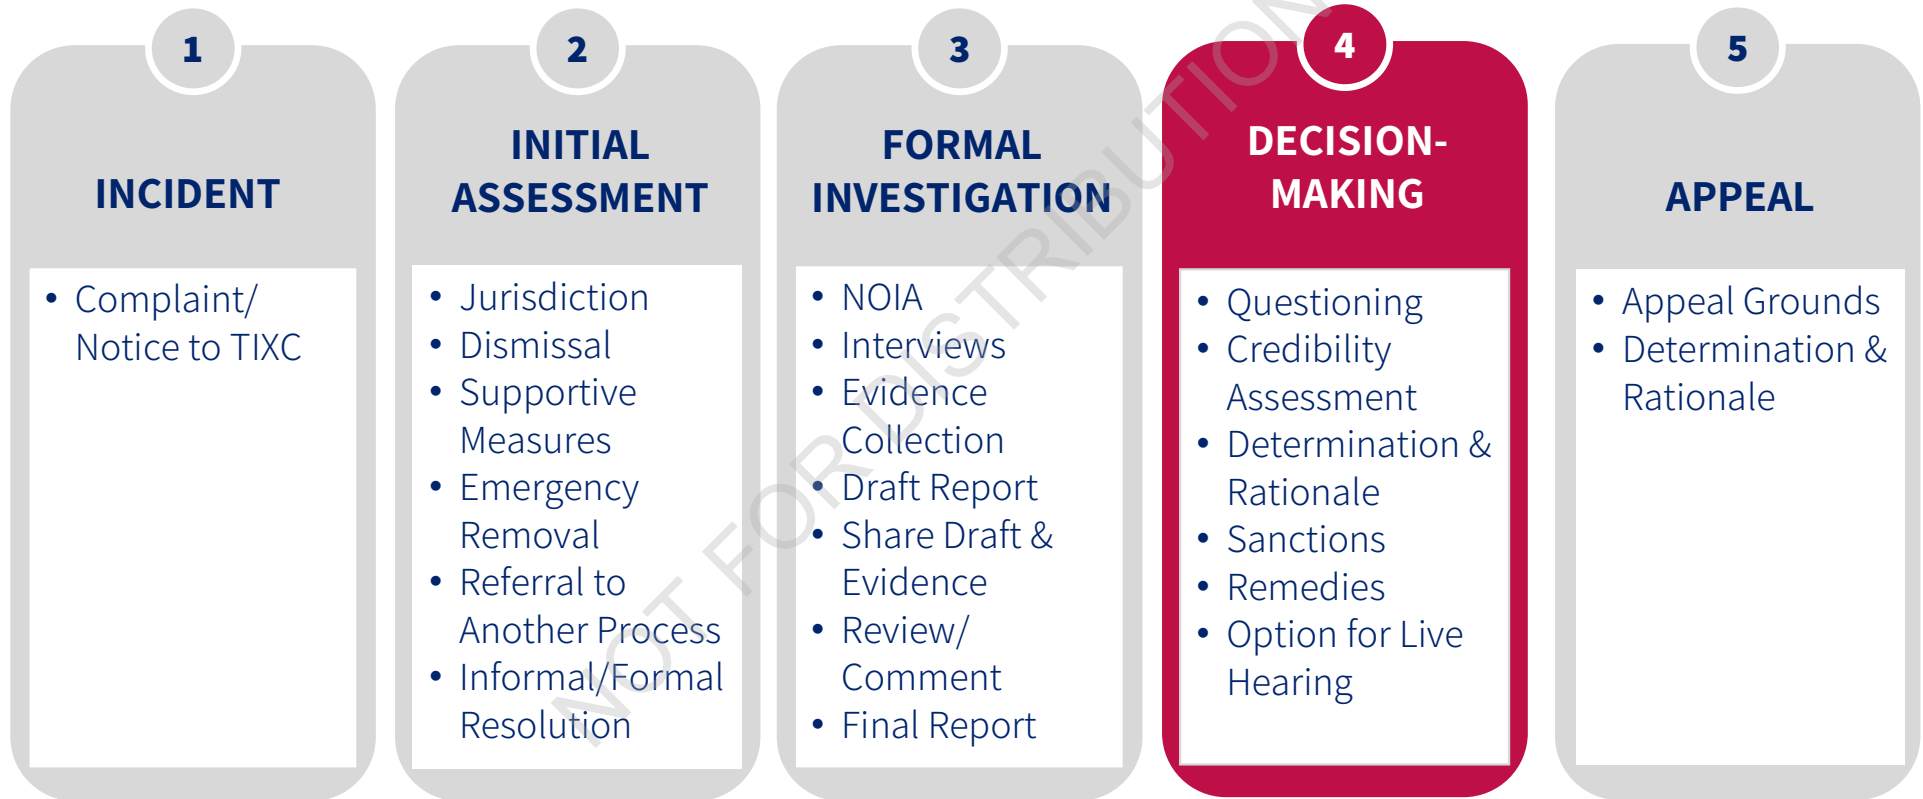 1
INCIDENT
• Complaint/
Notice to TIXC
2
INITIAL
ASSESSMENT
• Jurisdiction
• Dismissal
• Supportive
Measures
• Emergency
Removal
• Referral to
Another Process
• Informal/Formal
Resolution
3
FORMAL
INVESTIGATION
• NOIA
• Interviews
• Evidence
Collection
• Draft Report
• Share Draft &
Evidence
• Review/
Comment
• Final Report
4
DECISION-
MAKING
• Questioning
• Credibility
Assessment
• Determination &
Rationale
• Sanctions
• Remedies
• Option for Live
Hearing
5
APPEAL
• Appeal Grounds
• Determination &
Rationale
NOT FOR DISTRIBUTION